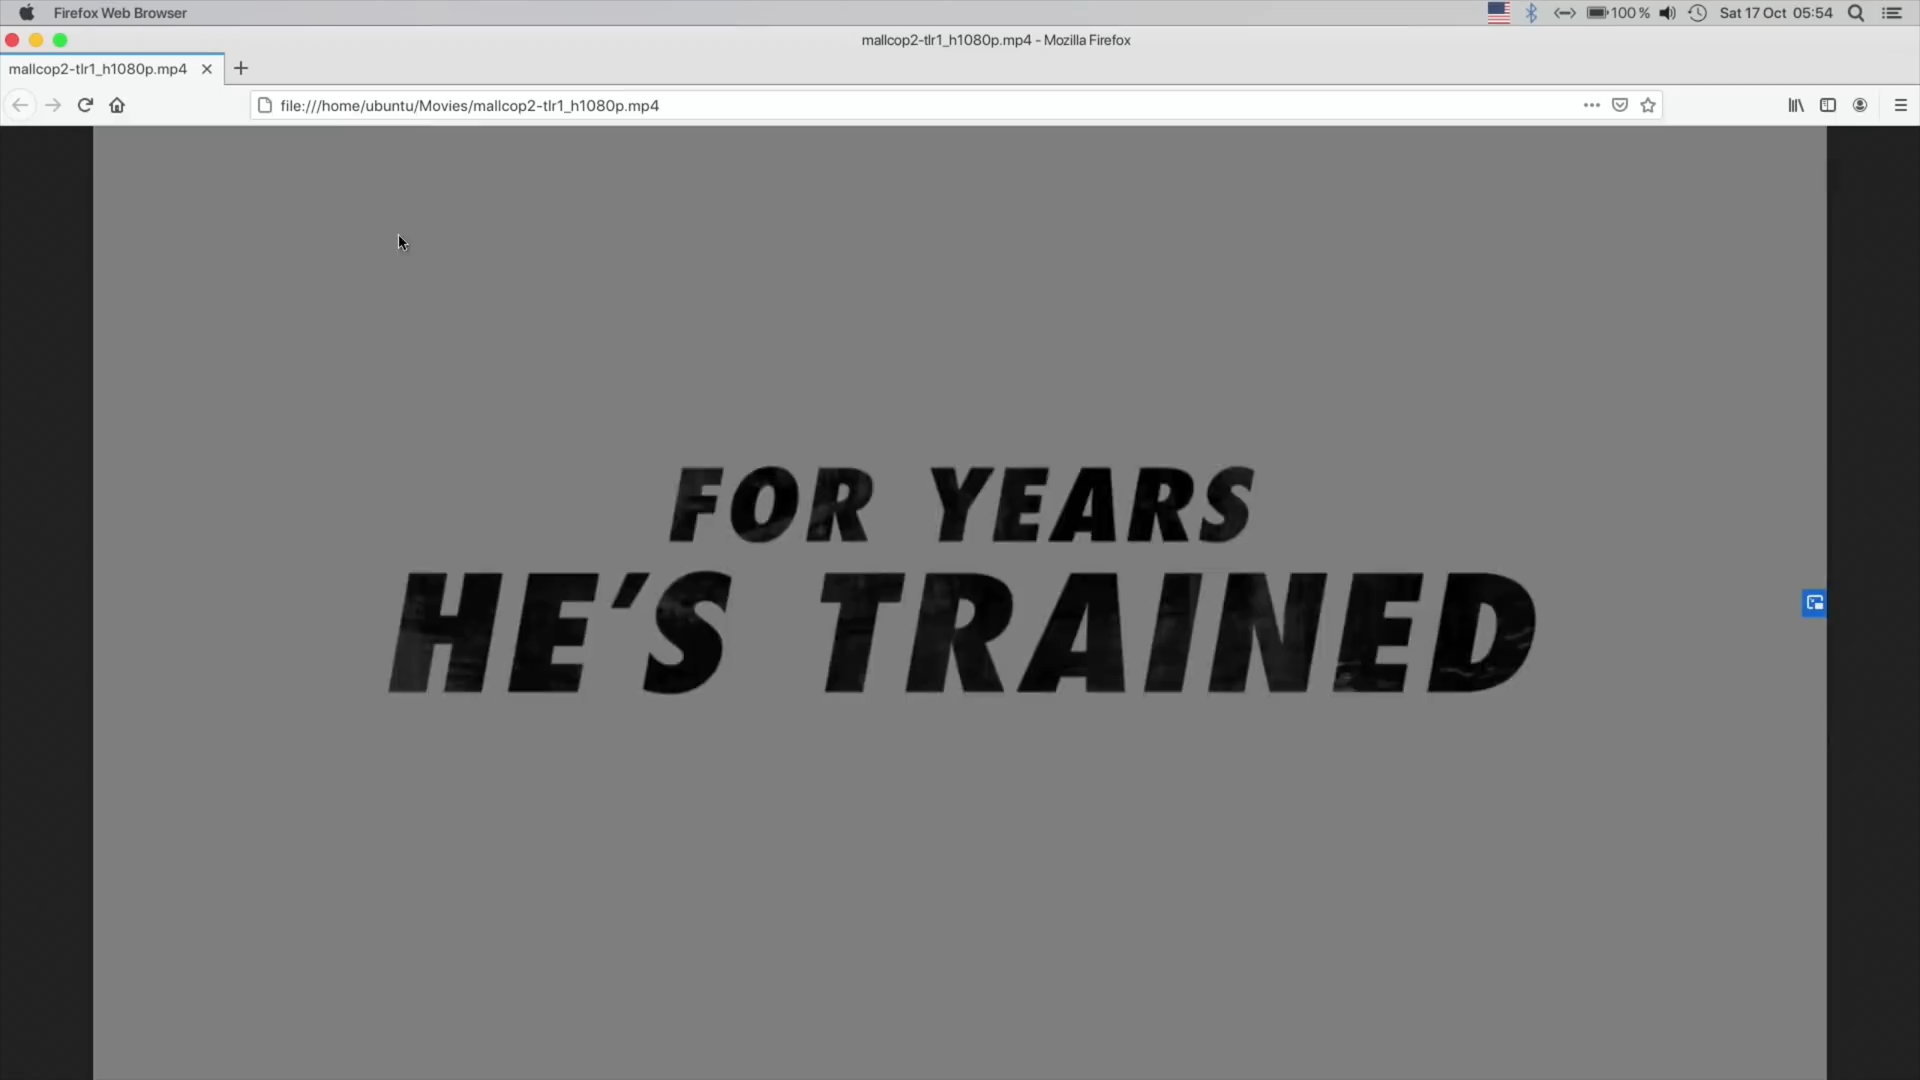 Firefox Web Browser
100 %
Sat 17 Oct 05:54
mallcop2-tlr1_h1080p.mp4 - Mozilla Firefox
mallcop2-tlr1_h1080p.mp4
file:///home/ubuntu/Movies/mallcop2-tlr1_h1080p.mp4
FOR YEARS
HE'S TRAINED